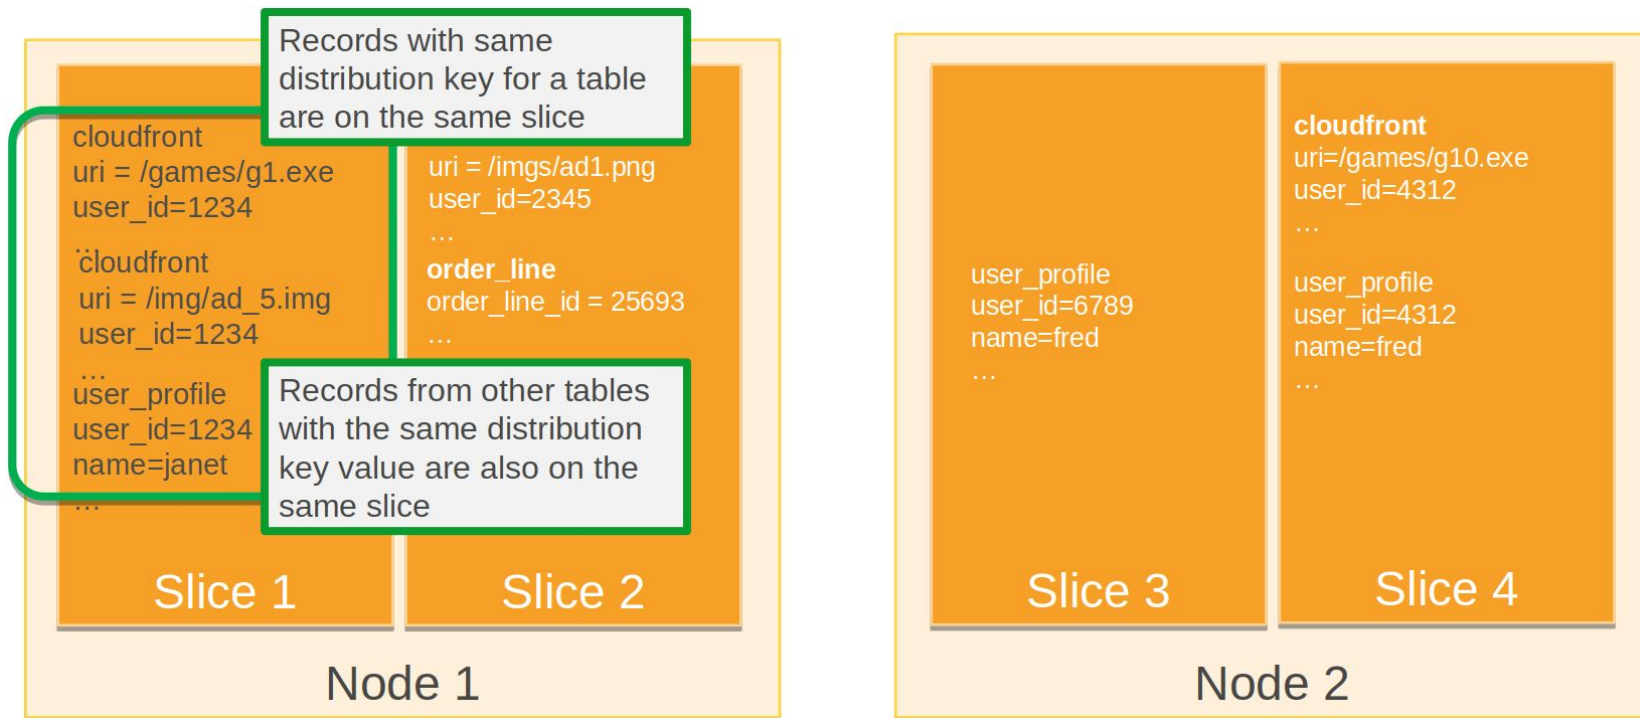 Records with same
distribution key for a table
are on the same slice
cloudfront
uri = /games/g1.exe
user_id=1234
…
cloudfront
uri = /img/ad_5.img
user_id=1234
…
user_profile
user_id=1234
name=janet
…
Slice 1
uri = /imgs/ad1.png
user_id=2345
…
order_line
order_line_id = 25693
…
Records from other tables
with the same distribution
key value are also on the
same slice
Slice 2
Node 1
user_profile
user_id=6789
name=fred
…
Slice 3
cloudfront
uri=/games/g10.exe
user_id=4312
…
user_profile
user_id=4312
name=fred
…
Slice 4
Node 2